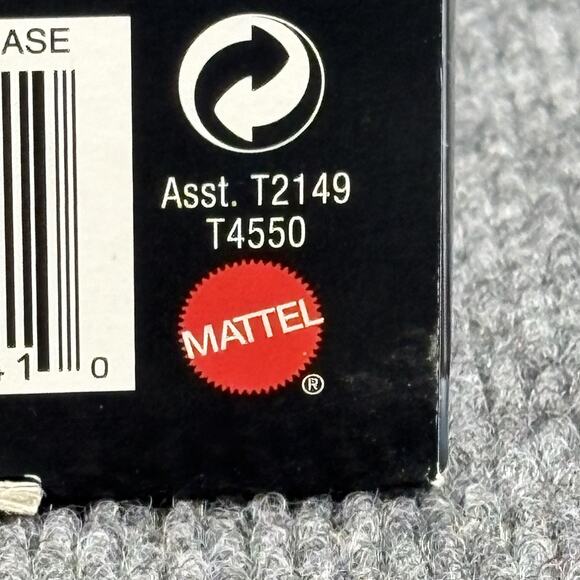 ASE
Asst. T2149
T4550
MATTEL
®
1 0